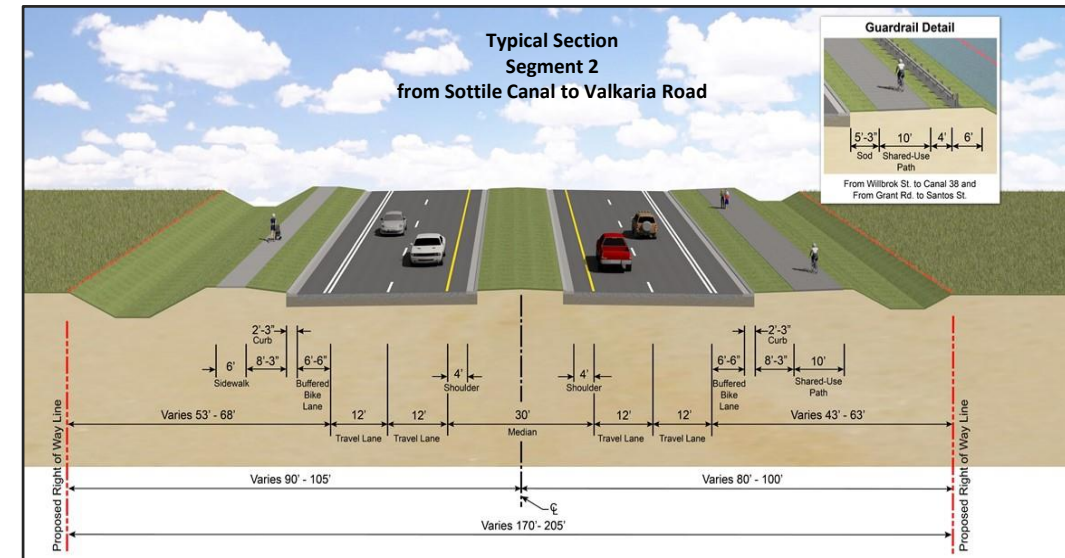 Typical Section
Segment 2
from Sottile Canal to Valkaria Road
Guardrail Detail
5'-3" 10' 4' 6'
Sod Shared-Use
Path
From Willbrok St. to Canal 38 and
From Grant Rd. to Santos St.
2'-3"
Curb
6' 8'-3" 6'-6"
Sidewalk
Buffered
Bike
Lane
4'
Shoulder
4'
Shoulder
2'-3"
Curb
6'-6" 8'-3" 10'
Buffered
Bike
Lane
Shared-Use
Path
Varies 53' - 68' 12' 12' 30' 12' 12' Varies 43' - 63'
Travel Lane Travel Lane Median Travel Lane Travel Lane
Proposed Right of Way Line
Proposed Right of Way Line
Varies 90' - 105' Varies 80' - 100'
℄
Varies 170'- 205'